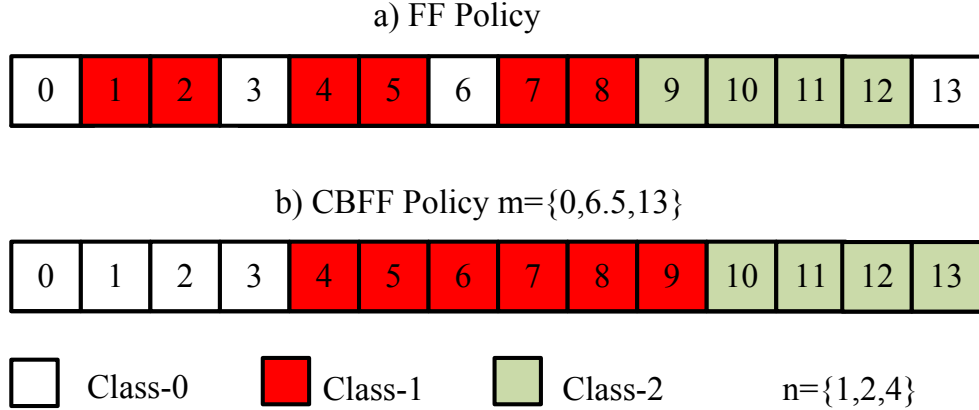 a) FF Policy
0 1 2 3 4 5 6 7 8 9 10 11 12 13
b) CBFF Policy m={0,6.5,13}
0 1 2 3 4 5 6 7 8 9 10 11 12 13
Class-0 Class-1 Class-2 n={1,2,4}